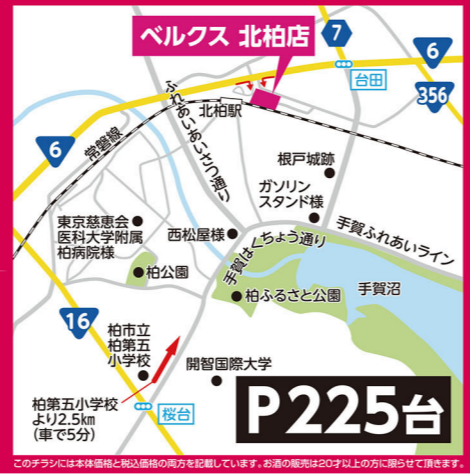 ベルクス 北柏店
7
6
台田
356
ふれあいあいさつ通り
北柏駅
常磐線
6
根戸城跡
ガソリン
スタンド様
東京慈恵会
医科大学附属
柏病院様
西松屋様
手賀はくちょう通り
手賀ふれあいライン
柏公園
柏ふるさと公園
手賀沼
16
柏市立
柏第五
小学校
開智国際大学
柏第五小学校
より2.5km
(車で5分)
桜台
P225台
このチラシには本体価格と税込価格の両方を記載しています。お酒の販売は20才以上の方に限らせて頂きます。